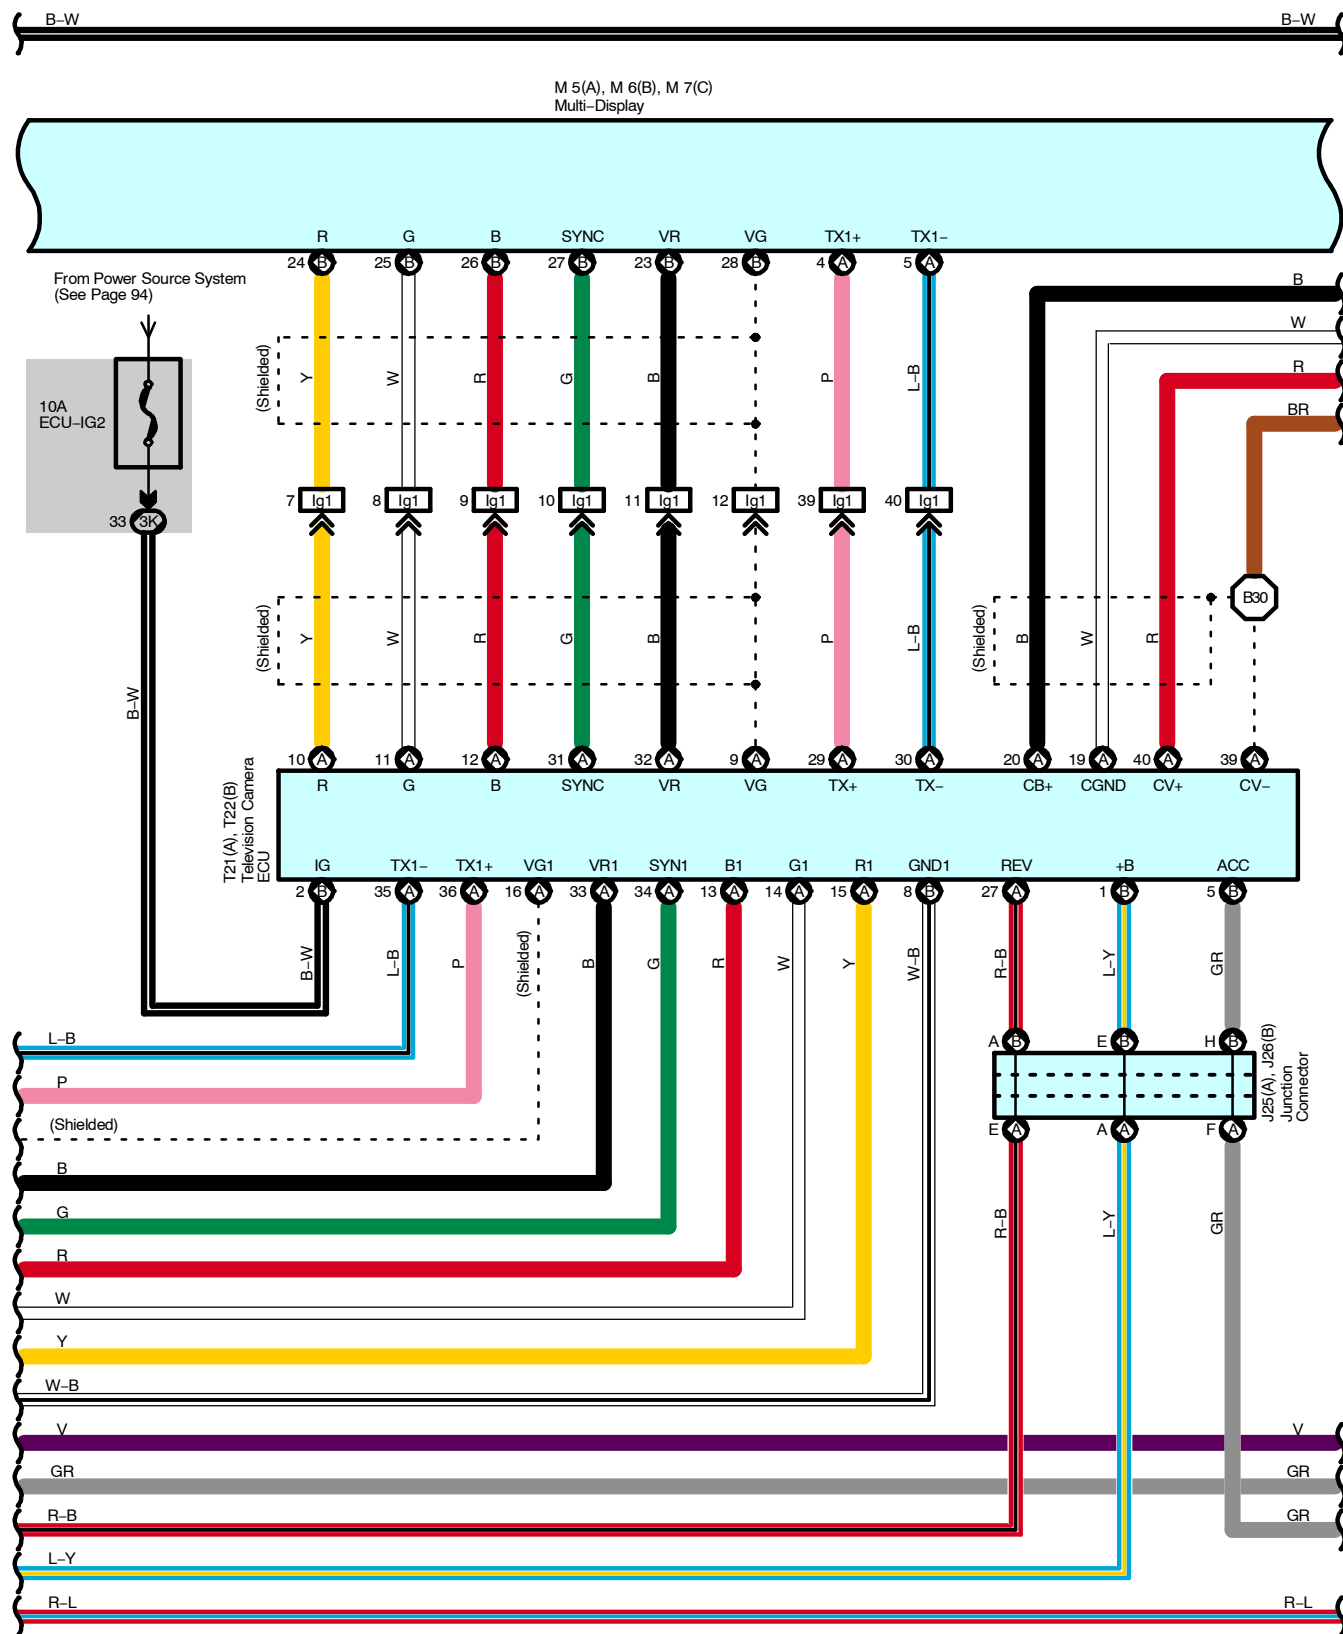 B–W B–W
M 5(A), M 6(B), M 7(C)
Multi–Display
R G B SYNC VR VG TX1+ TX1–
24 B 25 B 26 B 27 B 23 B 28 B 4 A 5 A
From Power Source System
(See Page 94)
B
W
R
BR
(Shielded) Y W R G B P L–B
10A
ECU–IG2
7 Ig1 8 Ig1 9 Ig1 10 Ig1 11 Ig1 12 Ig1 39 Ig1 40 Ig1
33 3K
B30
(Shielded) Y W R G B P L–B (Shielded) B W R
B–W
10 A 11 A 12 A 31 A 32 A 9 A 29 A 30 A 20 A 19 A 40 A 39 A
R G B SYNC VR VG TX+ TX– CB+ CGND CV+ CV–
T21(A), T22(B)
Television Camera
ECU
IG TX1– TX1+ VG1 VR1 SYN1 B1 G1 R1 GND1 REV +B ACC
2 B 35 A 36 A 16 A 33 A 34 A 13 A 14 A 15 A 8 B 27 A 1 B 5 B
B–W L–B P (Shielded) B G R W Y W–B R–B L–Y GR
L–B
A B E B H B
J25(A), J26(B)
Junction
Connector
P
(Shielded)
E A A A F A
B
G
R–B L–Y GR
R
W
Y
W–B
V V
GR GR
R–B GR
L–Y
R–L R–L